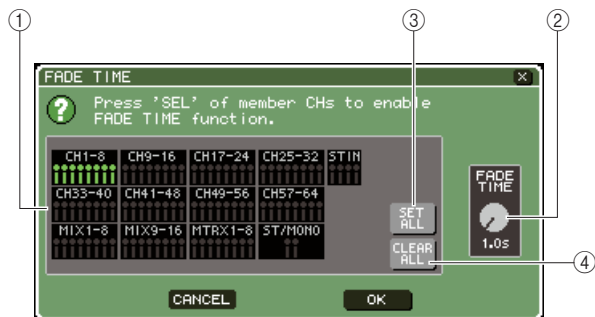 ① ③ ②
FADE TIME
Press 'SEL' of member CHs to enable
FADE TIME function.
CH1-8 CH9-16 CH17-24 CH25-32 STIN
CH33-40 CH41-48 CH49-56 CH57-64
MIX1-8 MIX9-16 MTRX1-8 ST/MONO
SET
ALL
CLEAR
ALL
FADE
TIME
1.0s
④
CANCEL OK